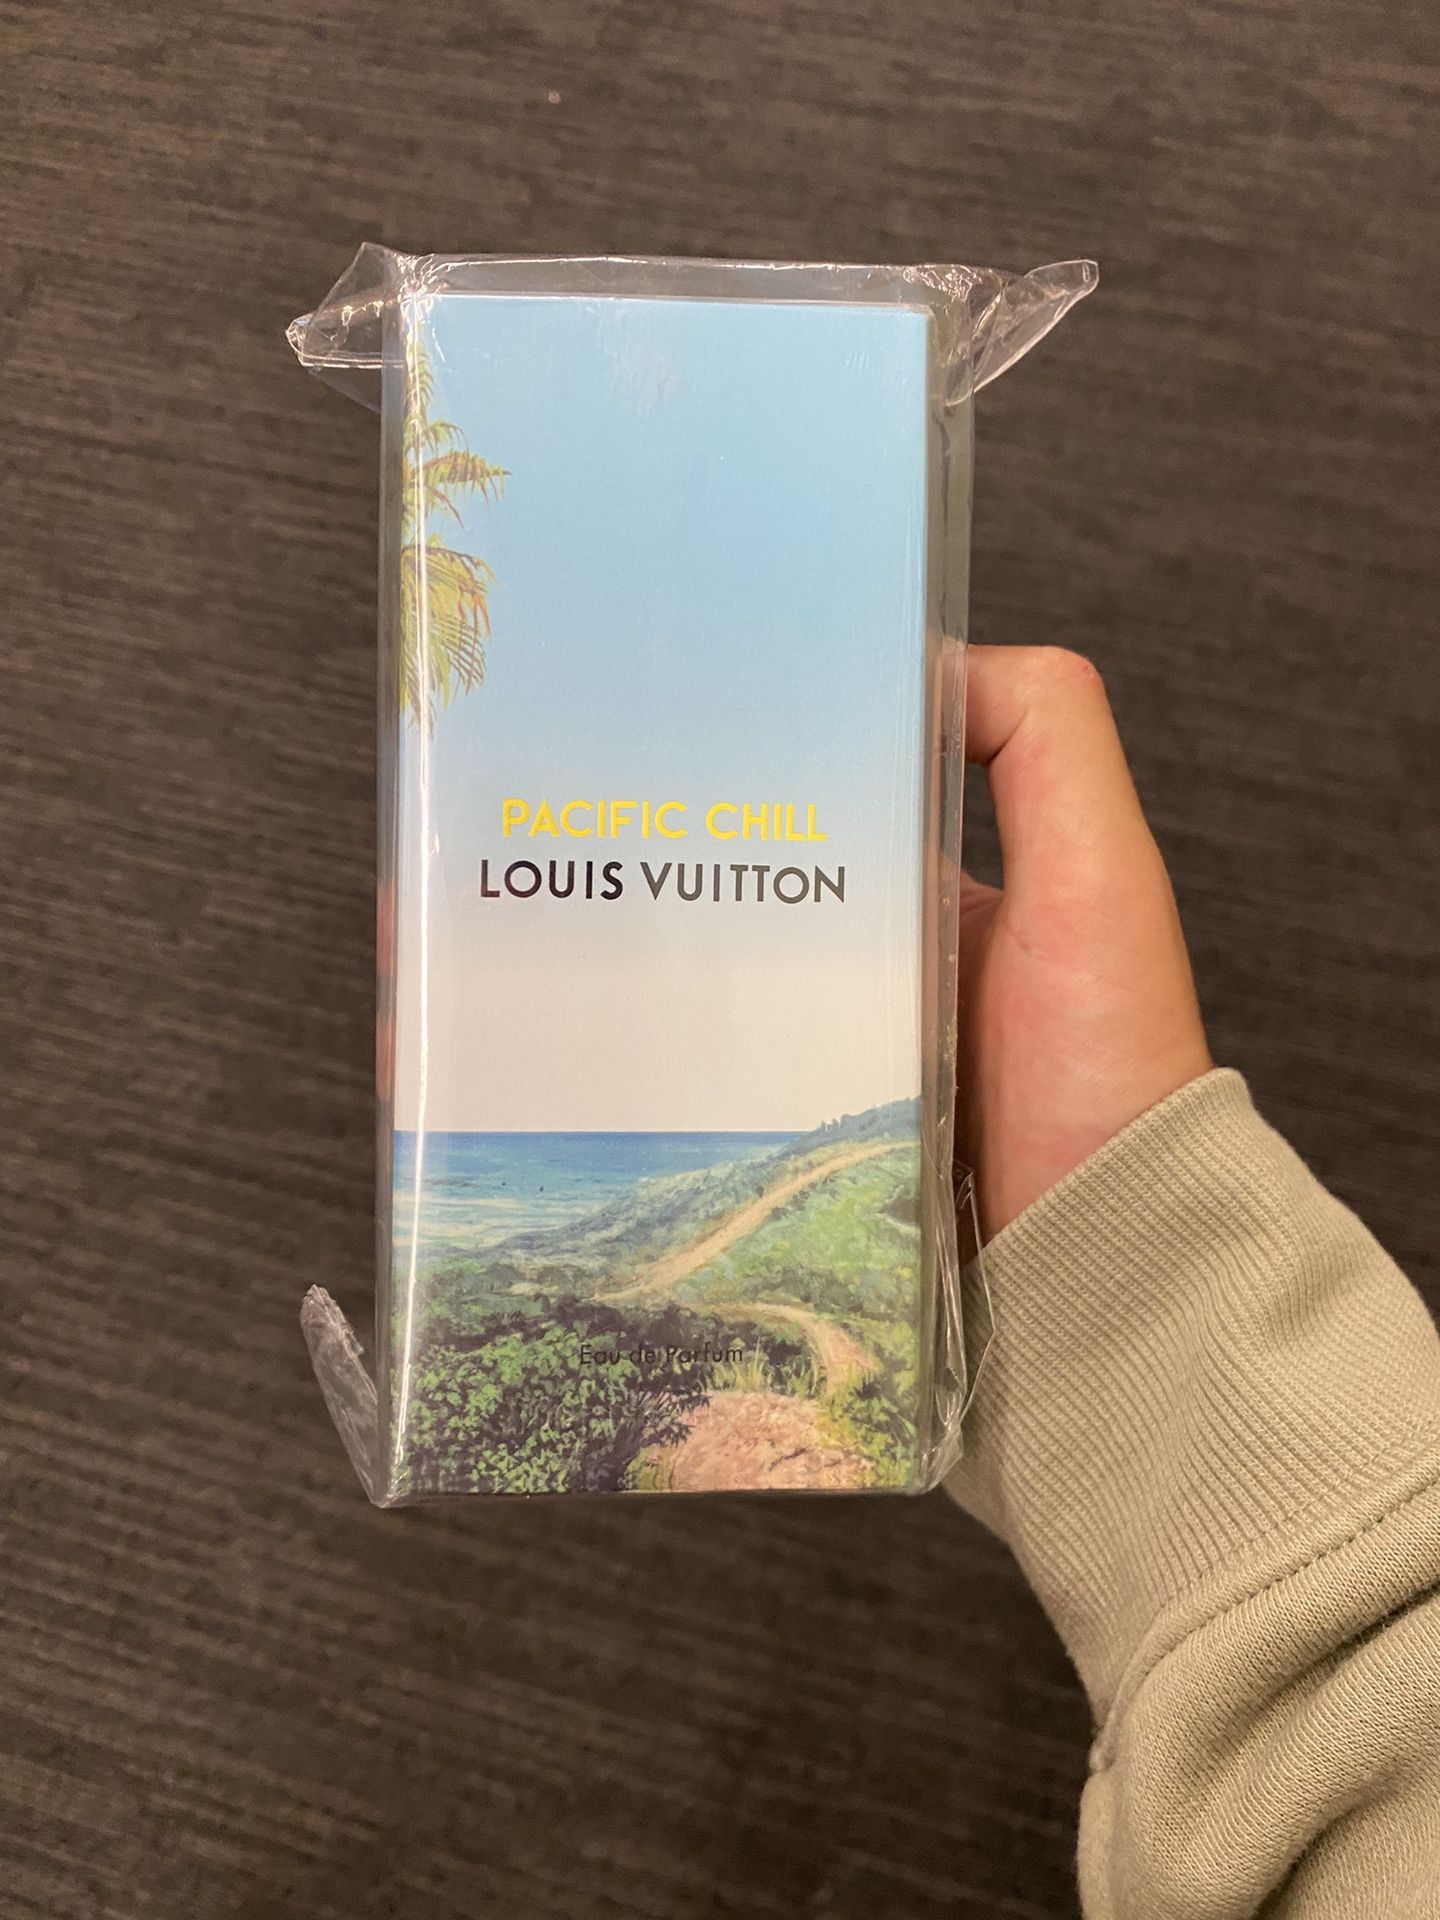 PACIFIC CHILL
LOUIS VUITTON
Eau de Parfum